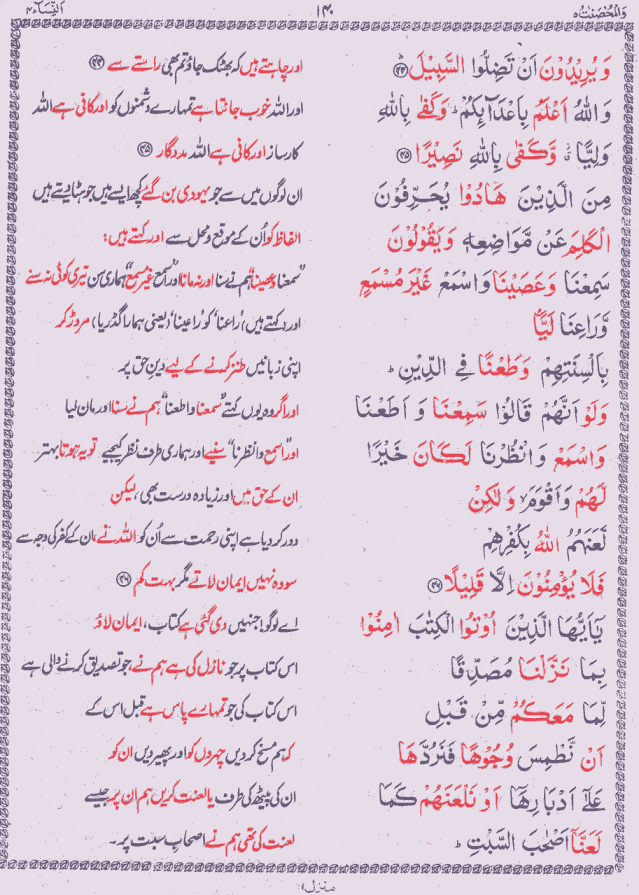 وَالْمُحْصَنٰتُ ۵ ۱۴۰ النِّسَآء ۴
وَيُرِيْدُوْنَ اَنْ تَضِلُّوا السَّبِيْلَ ۴۴ اور چاہتے ہیں کہ بھٹک جاؤ تم بھی راستے سے ۴۴
وَاللّٰهُ اَعْلَمُ بِاَعْدَآئِكُمْ ؕ وَكَفٰى بِاللّٰهِ اور اللہ خوب جانتا ہے تمہارے دشمنوں کو اور کافی ہے اللہ
وَلِيًّا ۗ وَّكَفٰى بِاللّٰهِ نَصِيْرًا ۴۵ کارساز اور کافی ہے اللہ مددگار ۴۵
مِنَ الَّذِيْنَ هَادُوْا يُحَرِّفُوْنَ ان لوگوں میں سے جو یہودی بن گئے کچھ ایسے ہیں جو ہٹا دیتے ہیں
الْكَلِمَ عَنْ مَّوَاضِعِهٖ وَيَقُوْلُوْنَ الفاظ کو اُن کے موقع و محل سے اور کہتے ہیں:
سَمِعْنَا وَعَصَيْنَا وَاسْمَعْ غَيْرَ مُسْمَعٍ "سمعنا وعصینا" ہم نے سنا اور نہ مانا اور "اسمع غیر مسمع" ہماری سن تیری کوئی نہ سنے
وَّرَاعِنَا لَيًّاۢ اور (کہتے ہیں) 'راعنا' کو 'راعینا' (یعنی ہمارا گڈریا) مروڑ کر
بِاَلْسِنَتِهِمْ وَطَعْنًا فِي الدِّيْنِ ؕ اپنی زبانیں طنز کرنے کے لیے دین حق پر
وَلَوْ اَنَّهُمْ قَالُوْا سَمِعْنَا وَ اَطَعْنَا اور اگر وہ یوں کہتے "سمعنا واطعنا" ہم نے سنا اور مان لیا
وَاسْمَعْ وَانْظُرْنَا لَكَانَ خَيْرًا اور "اسمع وانظرنا" سنیے اور ہماری طرف نظر کیجیے تو یہ ہوتا بہتر
لَّهُمْ وَاَقْوَمَ ۙ وَلٰكِنْ ان کے حق میں اور زیادہ درست بھی، لیکن
لَّعَنَهُمُ اللّٰهُ بِكُفْرِهِمْ دور کر دیا ہے اپنی رحمت سے اُن کو اللہ نے، ان کے کفر کی وجہ سے
فَلَا يُؤْمِنُوْنَ اِلَّا قَلِيْلًا ۴۶ سو وہ نہیں ایمان لاتے مگر بہت کم ۴۶
يٰۤاَيُّهَا الَّذِيْنَ اُوْتُوا الْكِتٰبَ اٰمِنُوْا اے لوگو! جنہیں دی گئی ہے کتاب، ایمان لاؤ
بِمَا نَزَّلْنَا مُصَدِّقًا اس کتاب پر جو نازل کی ہے ہم نے، جو تصدیق کرنے والی ہے
لِّمَا مَعَكُمْ مِّنْ قَبْلِ اس کتاب کی جو تمہارے پاس ہے قبل اس کے
اَنْ نَّطْمِسَ وُجُوْهًا فَنَرُدَّهَا کہ ہم مسخ کر دیں چہروں کو اور پھیر دیں ان کو
عَلٰۤى اَدْبَارِهَاۤ اَوْ نَلْعَنَهُمْ كَمَا ان کی پیٹھ کی طرف یا لعنت کریں ہم ان پر جیسے
لَعَنَّاۤ اَصْحٰبَ السَّبْتِ ؕ لعنت کی تھی ہم نے اصحابِ سبت پر۔
منزل ۱